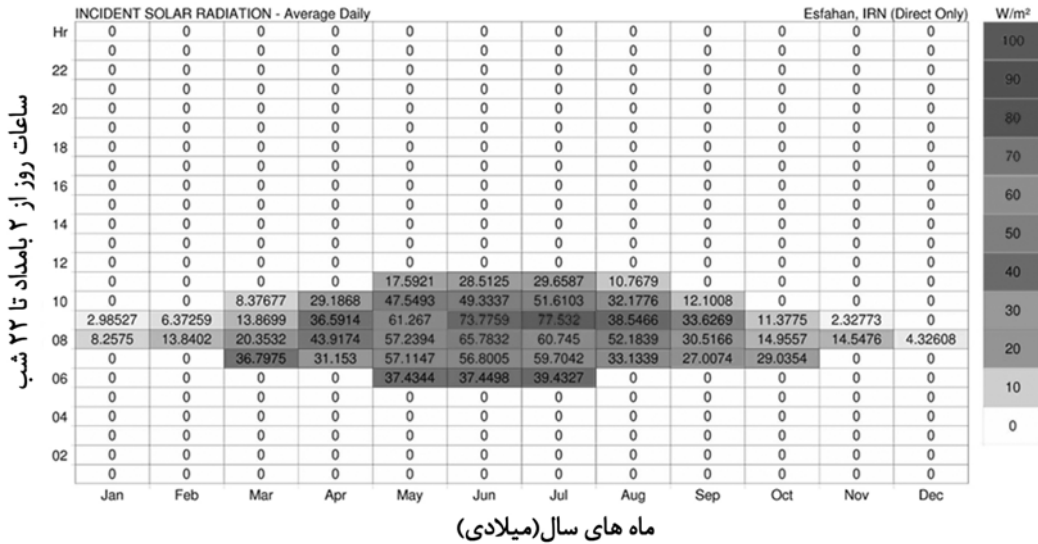 INCIDENT SOLAR RADIATION - Average Daily Esfahan, IRN (Direct Only) W/m²
Hr 0 0 0 0 0 0 0 0 0 0 0 0
0 0 0 0 0 0 0 0 0 0 0 0
22 0 0 0 0 0 0 0 0 0 0 0 0
0 0 0 0 0 0 0 0 0 0 0 0
20 0 0 0 0 0 0 0 0 0 0 0 0
0 0 0 0 0 0 0 0 0 0 0 0
18 0 0 0 0 0 0 0 0 0 0 0 0
0 0 0 0 0 0 0 0 0 0 0 0
16 0 0 0 0 0 0 0 0 0 0 0 0
0 0 0 0 0 0 0 0 0 0 0 0
14 0 0 0 0 0 0 0 0 0 0 0 0
0 0 0 0 0 0 0 0 0 0 0 0
12 0 0 0 0 0 0 0 0 0 0 0 0
0 0 0 0 17.5921 28.5125 29.6587 10.7679 0 0 0 0
10 0 0 8.37677 29.1868 47.5493 49.3337 51.6103 32.1776 12.1008 0 0 0
2.98527 6.37259 13.8699 36.5914 61.267 73.7759 77.532 38.5466 33.6269 11.3775 2.32773 0
08 8.2575 13.8402 20.3532 43.9174 57.2394 65.7832 60.745 52.1839 30.5166 14.9557 14.5476 4.32608
0 0 36.7975 31.153 57.1147 56.8005 59.7042 33.1339 27.0074 29.0354 0 0
06 0 0 0 0 37.4344 37.4498 39.4327 0 0 0 0 0
0 0 0 0 0 0 0 0 0 0 0 0
04 0 0 0 0 0 0 0 0 0 0 0 0
0 0 0 0 0 0 0 0 0 0 0 0
02 0 0 0 0 0 0 0 0 0 0 0 0
0 0 0 0 0 0 0 0 0 0 0 0
Jan Feb Mar Apr May Jun Jul Aug Sep Oct Nov Dec
100
90
80
70
60
50
40
30
20
10
0
ساعات روز از ۲ بامداد تا ۲۲ شب
ماه های سال(میلادی)